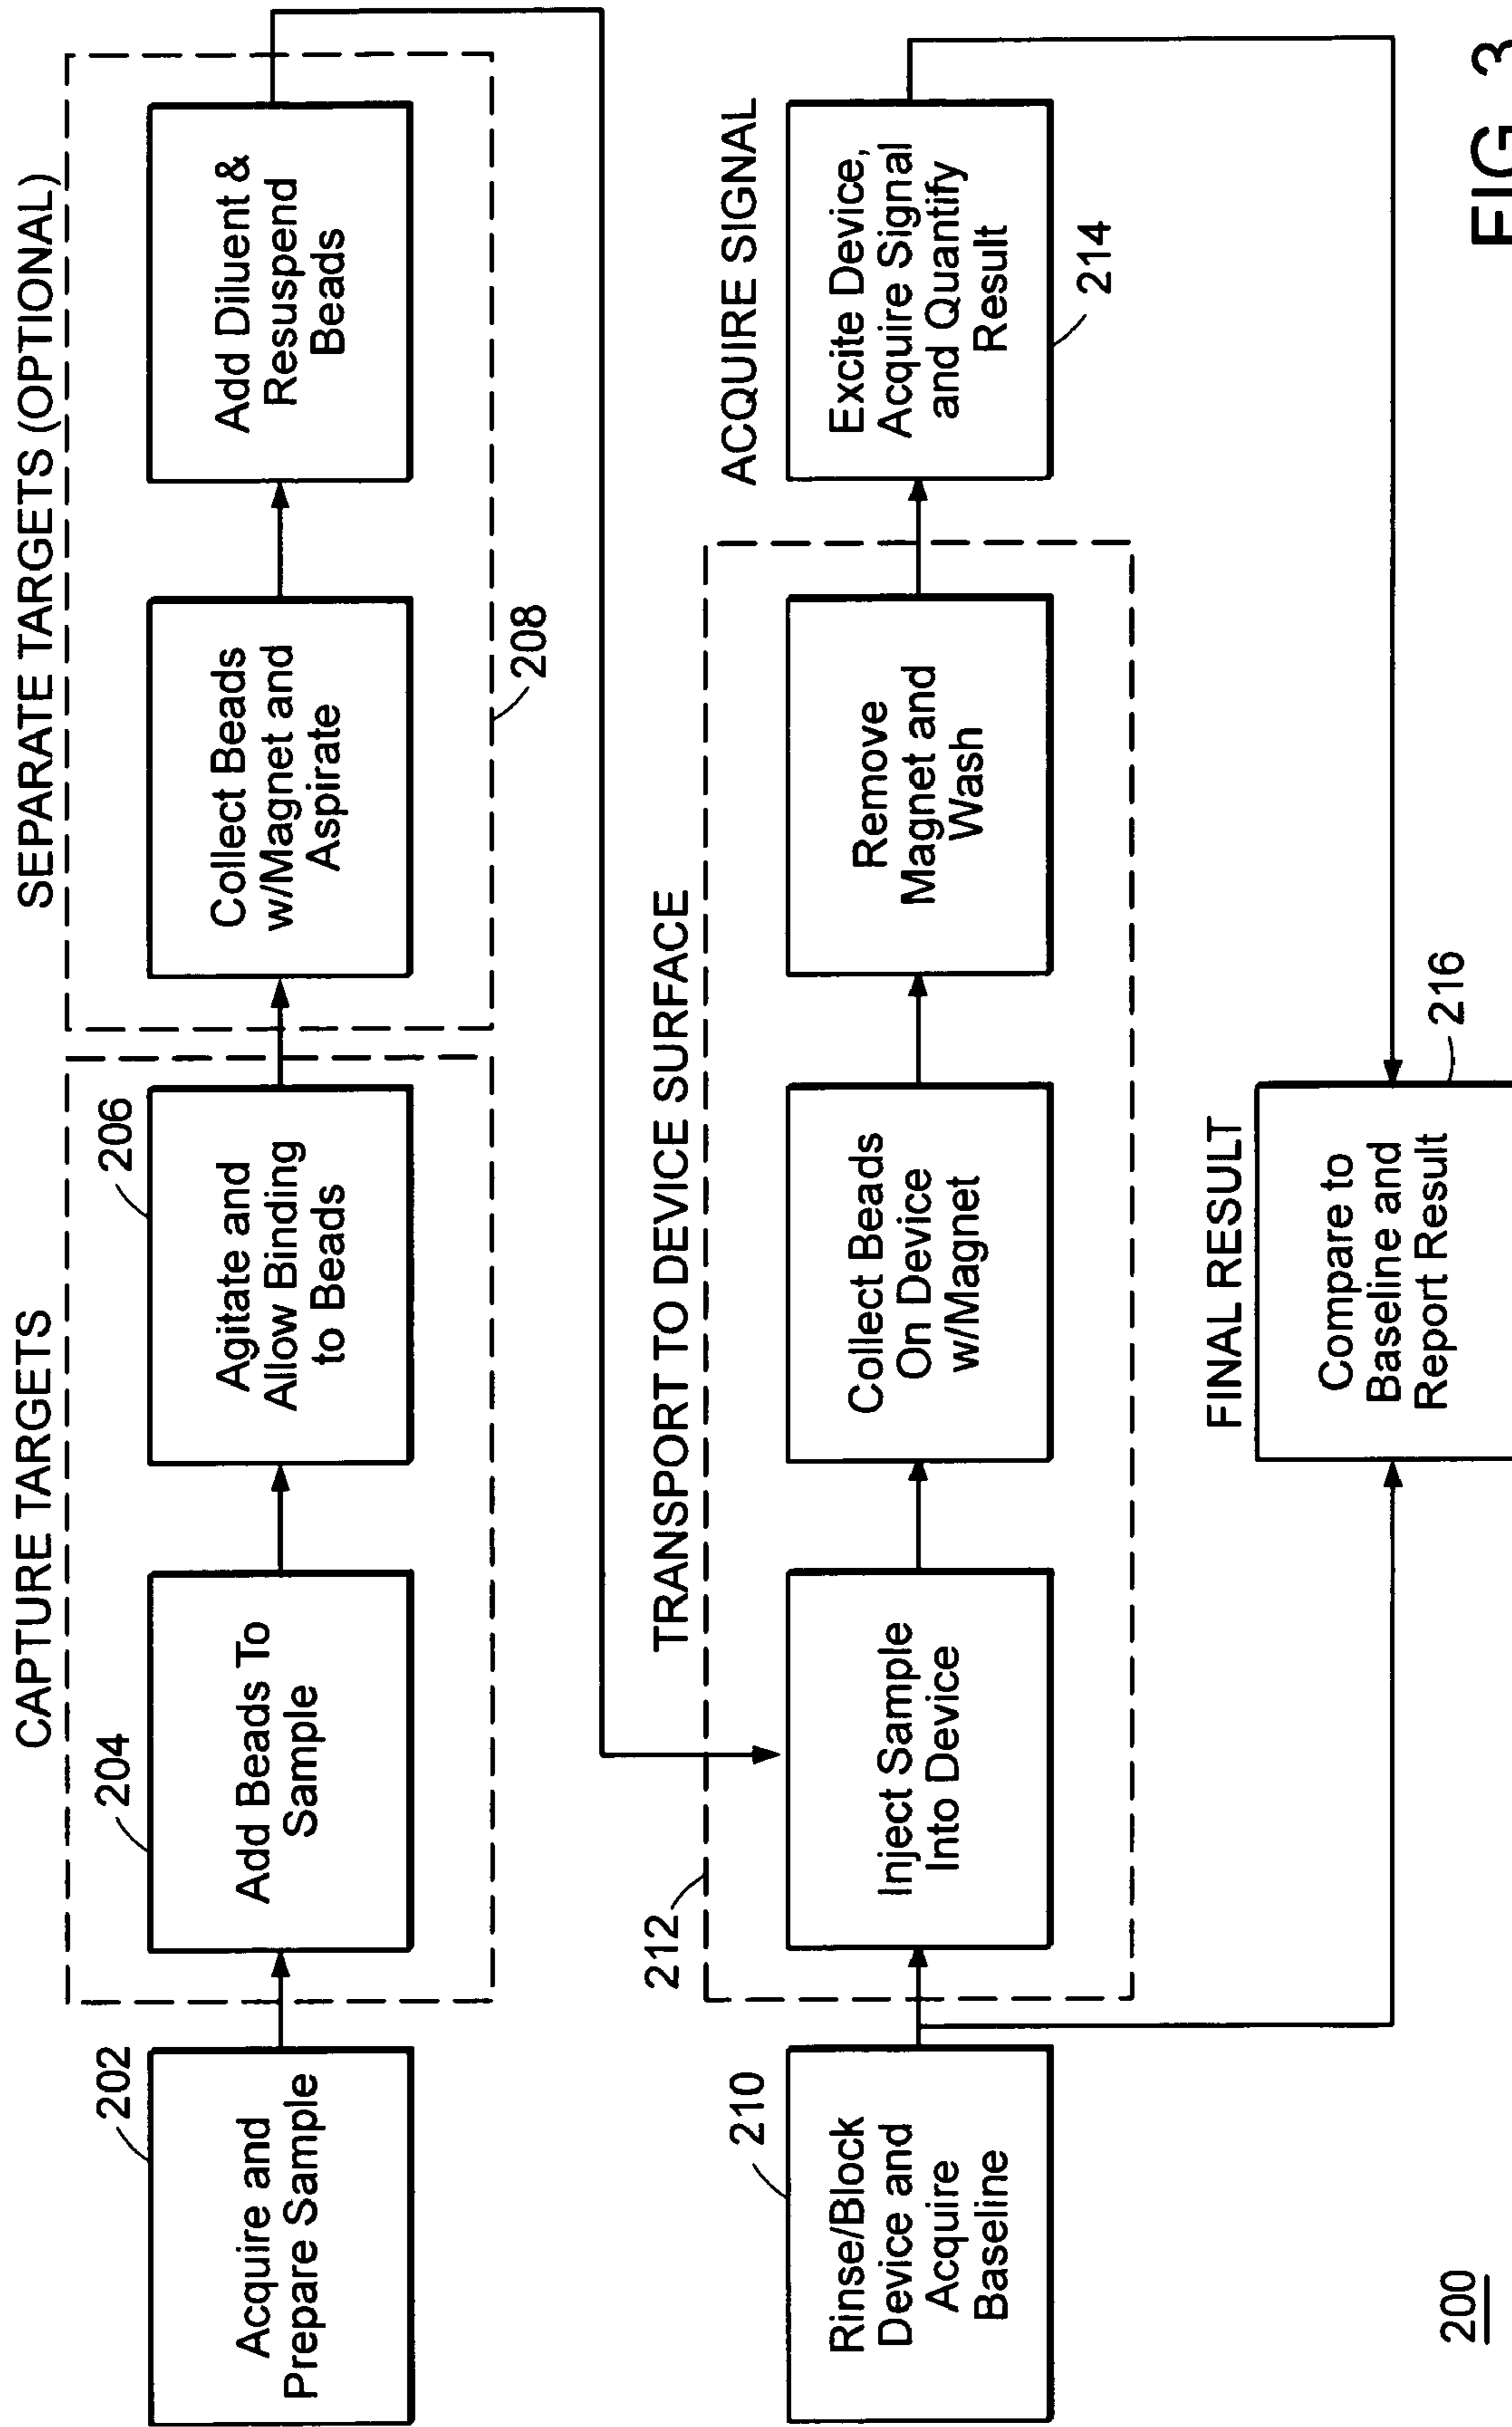 CAPTURE TARGETS
SEPARATE TARGETS (OPTIONAL)
202
Acquire and
Prepare Sample
204
Add Beads To
Sample
206
Agitate and
Allow Binding
to Beads
Collect Beads
w/Magnet and
Aspirate
Add Diluent &
Resuspend
Beads
208
TRANSPORT TO DEVICE SURFACE
ACQUIRE SIGNAL
210
Rinse/Block
Device and
Acquire
Baseline
212
Inject Sample
Into Device
Collect Beads
On Device
w/Magnet
Remove
Magnet and
Wash
Excite Device,
Acquire Signal
and Quantify
Result
214
FINAL RESULT
Compare to
Baseline and
Report Result
216
200
FIG. 3